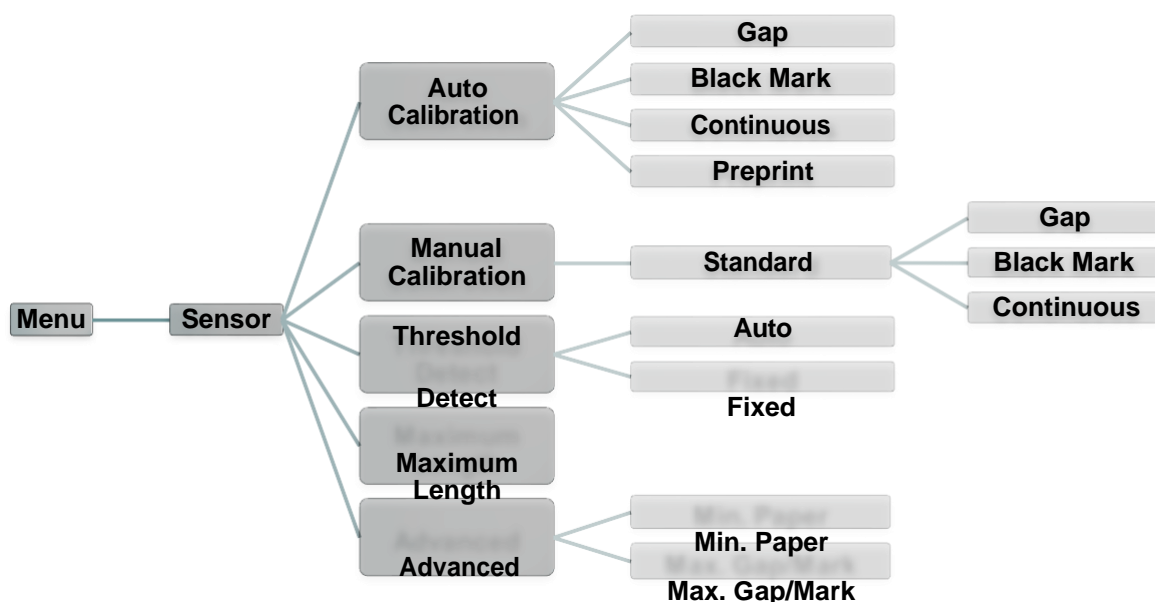 Menu
Sensor
Auto
Calibration
Gap
Black Mark
Continuous
Preprint
Manual
Calibration
Standard
Gap
Black Mark
Continuous
Threshold
Detect
Auto
Fixed
Maximum
Length
Advanced
Min. Paper
Max. Gap/Mark